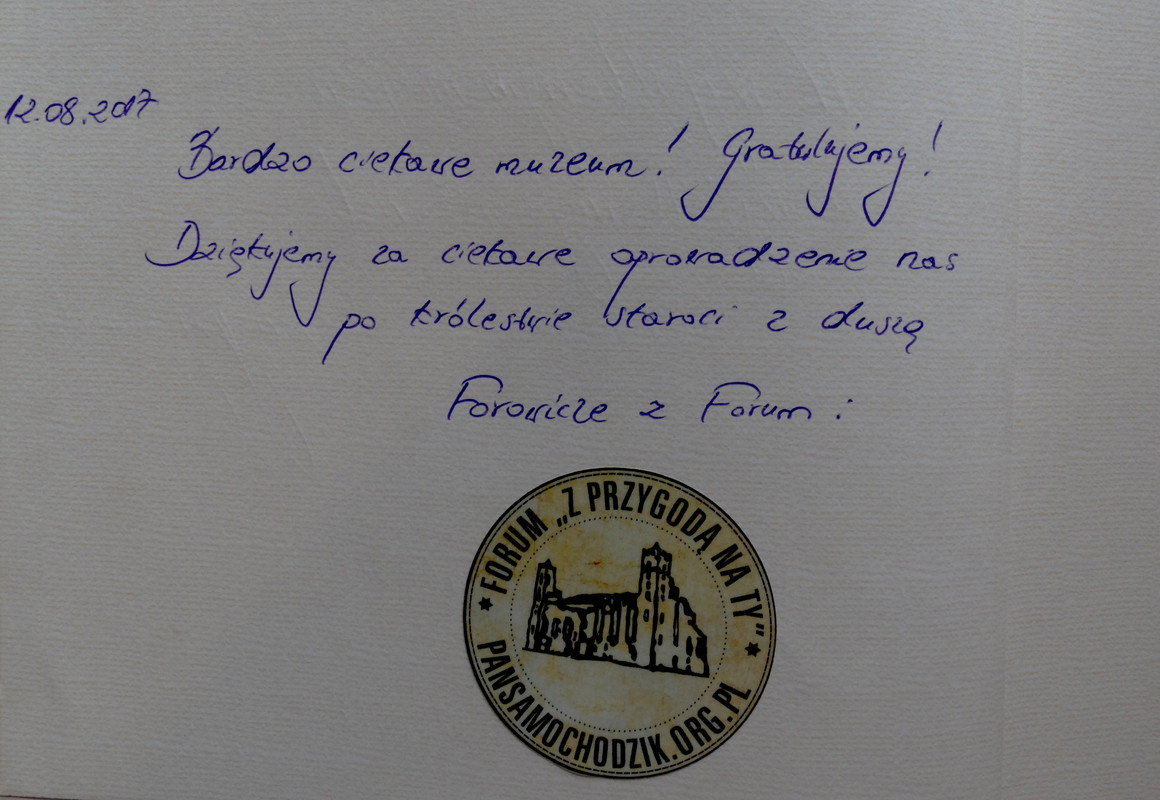 12.08.2017
Bardzo ciekawe muzeum! Gratulujemy!
Dziękujemy za ciekawe oprowadzenie nas
po królestwie staroci z duszą
Forowicze z Forum :
FORUM „Z PRZYGODĄ NA TY”
PANSAMOCHODZIK.ORG.PL